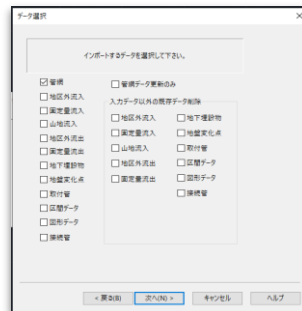 データ選択
インポートするデータを選択して下さい。
管網
地区外流入
固定量流入
山地流入
地区外流出
固定量流出
地下埋設物
地盤変化点
取付管
区間データ
図形データ
接続管
管網データ更新のみ
入力データ以外の既存データ削除
地区外流入
固定量流入
山地流入
地区外流出
固定量流出
地下埋設物
地盤変化点
取付管
区間データ
図形データ
接続管
< 戻る(B)
次へ(N) >
キャンセル
ヘルプ